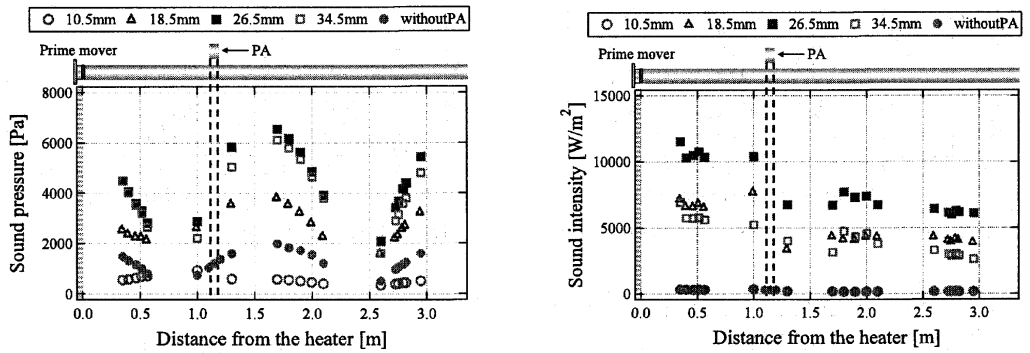 10.5mm 18.5mm 26.5mm 34.5mm withoutPA
Prime mover
PA
8000
6000
4000
2000
0
Sound pressure [Pa]
0.0 0.5 1.0 1.5 2.0 2.5 3.0
Distance from the heater [m]
10.5mm 18.5mm 26.5mm 34.5mm withoutPA
Prime mover
PA
15000
10000
5000
0
Sound intensity [W/m²]
0.0 0.5 1.0 1.5 2.0 2.5 3.0
Distance from the heater [m]